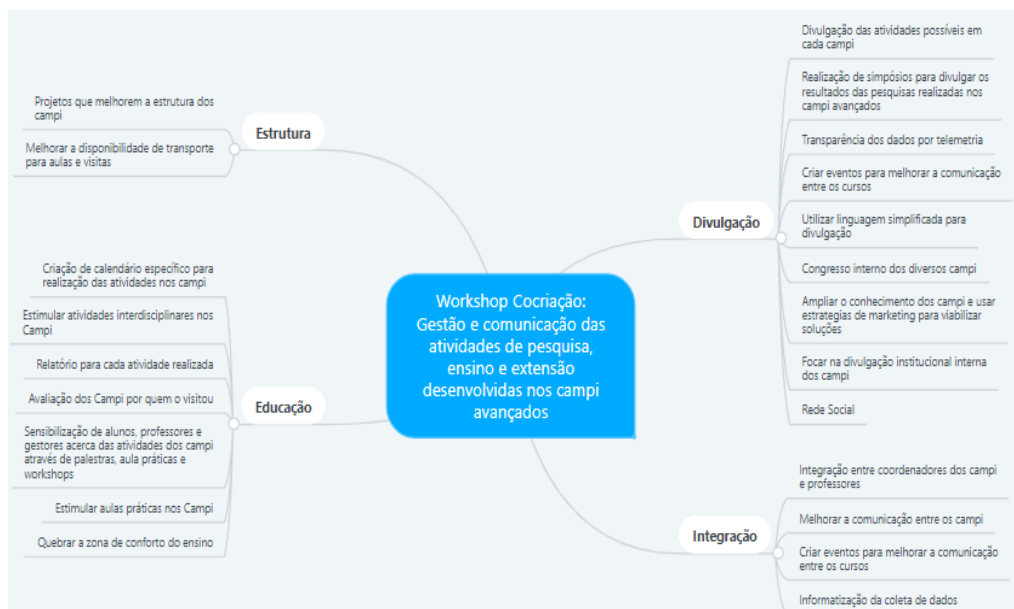 Workshop Cocriação:
Gestão e comunicação das
atividades de pesquisa,
ensino e extensão
desenvolvidas nos campi
avançados
Estrutura
Projetos que melhorem a estrutura dos
campi
Melhorar a disponibilidade de transporte
para aulas e visitas
Educação
Criação de calendário específico para
realização das atividades nos campi
Estimular atividades interdisciplinares nos
Campi
Relatório para cada atividade realizada
Avaliação dos Campi por quem o visitou
Sensibilização de alunos, professores e
gestores acerca das atividades dos campi
através de palestras, aula práticas e
workshops
Estimular aulas práticas nos Campi
Quebrar a zona de conforto do ensino
Divulgação
Divulgação das atividades possíveis em
cada campi
Realização de simpósios para divulgar os
resultados das pesquisas realizadas nos
campi avançados
Transparência dos dados por telemetria
Criar eventos para melhorar a comunicação
entre os cursos
Utilizar linguagem simplificada para
divulgação
Congresso interno dos diversos campi
Ampliar o conhecimento dos campi e usar
estrategias de marketing para viabilizar
soluções
Focar na divulgação institucional interna
dos campi
Rede Social
Integração
Integração entre coordenadores dos campi
e professores
Melhorar a comunicação entre os campi
Criar eventos para melhorar a comunicação
entre os cursos
Informatização da coleta de dados